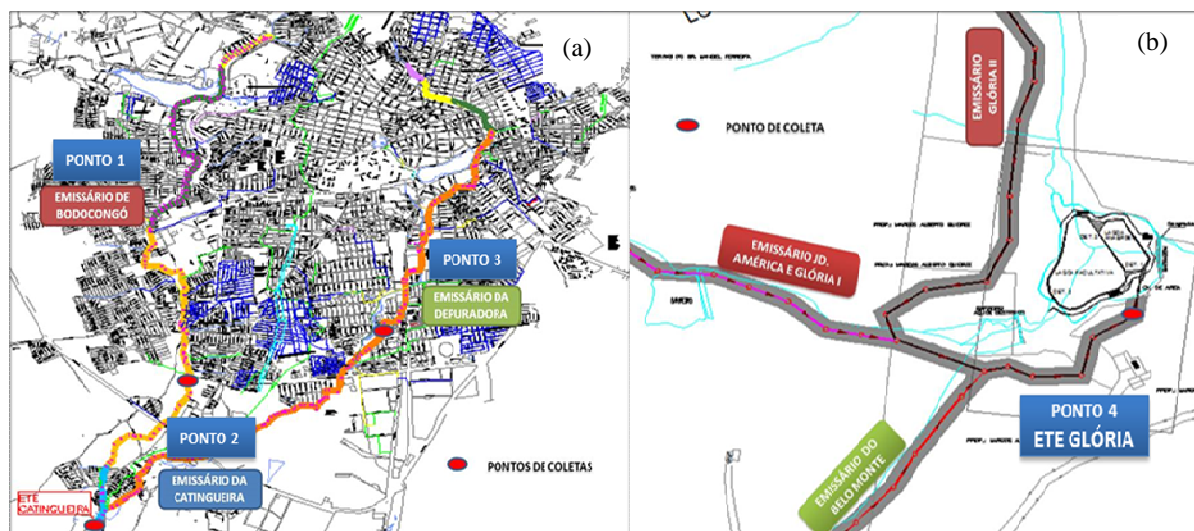 (a)
PONTO 1
EMISSÁRIO DE
BODOCONGÓ
PONTO 3
EMISSÁRIO DA
DEPURADORA
PONTO 2
EMISSÁRIO DA
CATINGUEIRA
PONTOS DE COLETAS
ETE
CATINGUEIRA
(b)
EMISSÁRIO
GLÓRIA II
PONTO DE COLETA
EMISSÁRIO JD.
AMÉRICA E GLÓRIA I
PONTO 4
ETE GLÓRIA
EMISSÁRIO DO
BELO MONTE